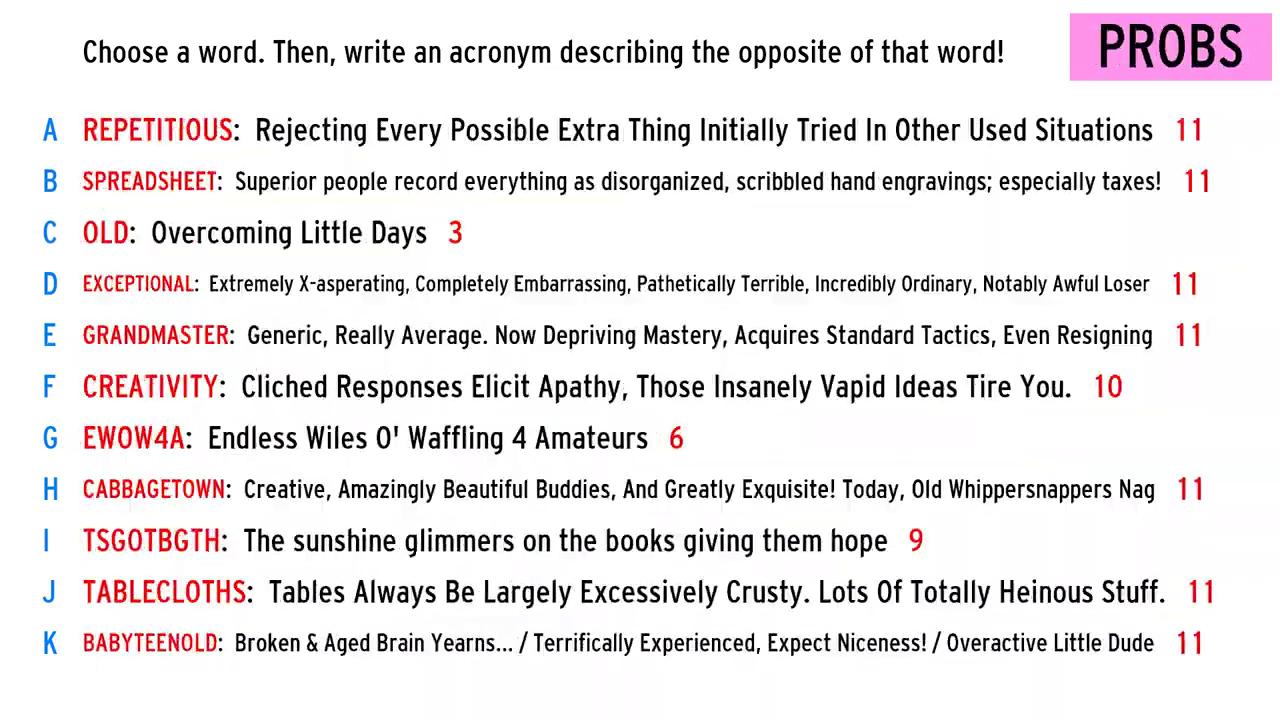 Choose a word. Then, write an acronym describing the opposite of that word!
PROBS
A REPETITIOUS: Rejecting Every Possible Extra Thing Initially Tried In Other Used Situations 11
B SPREADSHEET: Superior people record everything as disorganized, scribbled hand engravings; especially taxes! 11
C OLD: Overcoming Little Days 3
D EXCEPTIONAL: Extremely X-asperating, Completely Embarrassing, Pathetically Terrible, Incredibly Ordinary, Notably Awful Loser 11
E GRANDMASTER: Generic, Really Average. Now Depriving Mastery, Acquires Standard Tactics, Even Resigning 11
F CREATIVITY: Cliched Responses Elicit Apathy, Those Insanely Vapid Ideas Tire You. 10
G EWOW4A: Endless Wiles O' Waffling 4 Amateurs 6
H CABBAGETOWN: Creative, Amazingly Beautiful Buddies, And Greatly Exquisite! Today, Old Whippersnappers Nag 11
I TSGOTBGTH: The sunshine glimmers on the books giving them hope 9
J TABLECLOTHS: Tables Always Be Largely Excessively Crusty. Lots Of Totally Heinous Stuff. 11
K BABYTEENOLD: Broken & Aged Brain Yearns... / Terrifically Experienced, Expect Niceness! / Overactive Little Dude 11